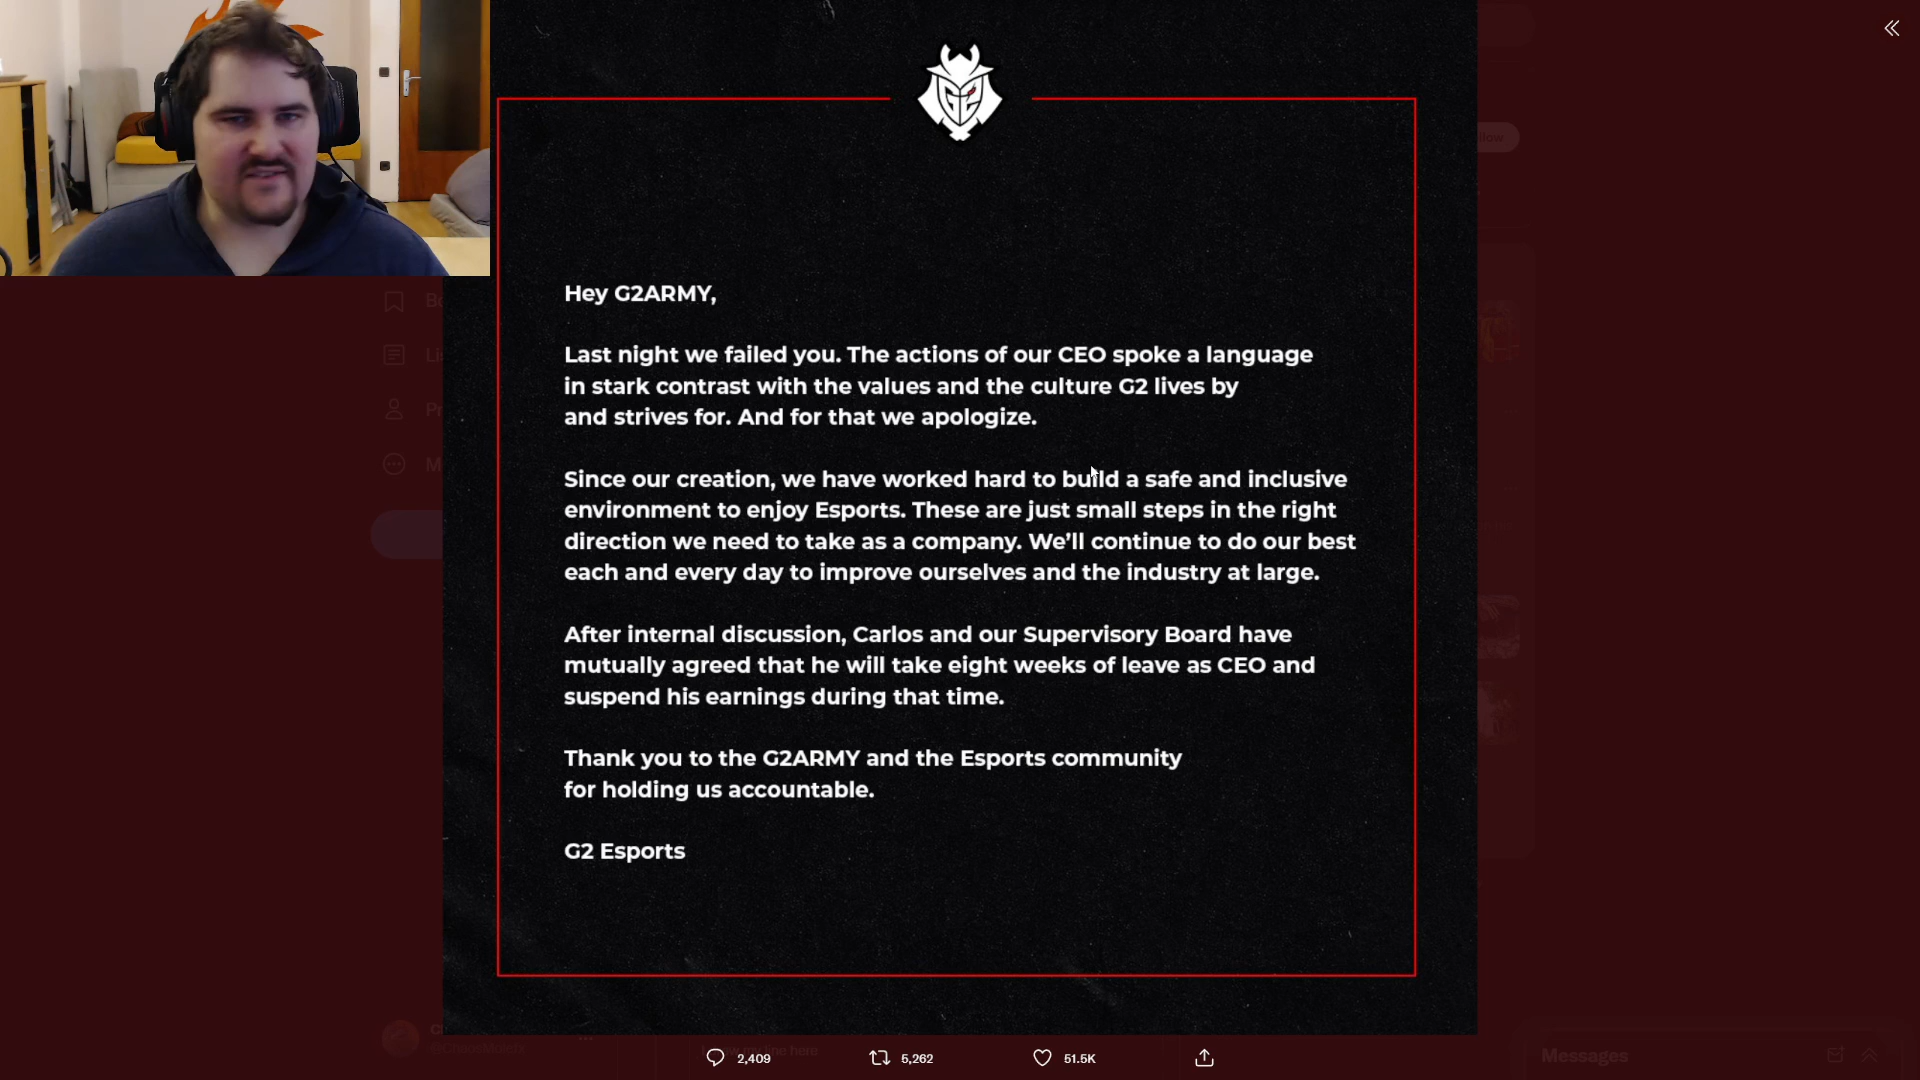 Hey G2ARMY,
Last night we failed you. The actions of our CEO spoke a language
in stark contrast with the values and the culture G2 lives by
and strives for. And for that we apologize.
Since our creation, we have worked hard to build a safe and inclusive
environment to enjoy Esports. These are just small steps in the right
direction we need to take as a company. We’ll continue to do our best
each and every day to improve ourselves and the industry at large.
After internal discussion, Carlos and our Supervisory Board have
mutually agreed that he will take eight weeks of leave as CEO and
suspend his earnings during that time.
Thank you to the G2ARMY and the Esports community
for holding us accountable.
G2 Esports
2,409
5,262
51.5K
Messages